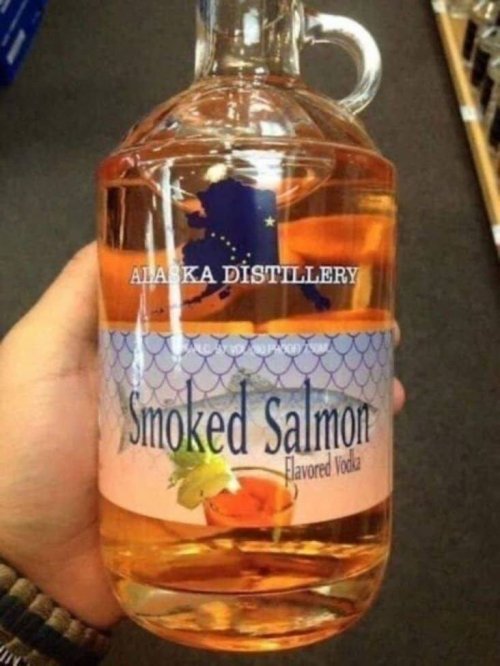 ALASKA DISTILLERY
Smoked Salmon
Flavored Vodka